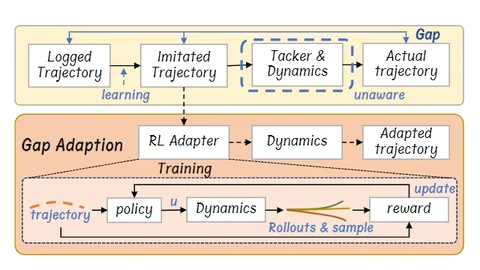 Gap
Logged
Trajectory
Imitated
Trajectory
Tacker &
Dynamics
Actual
trajectory
learning
unaware
Gap Adaption
RL Adapter
Dynamics
Adapted
trajectory
Training
trajectory
policy
u
Dynamics
Rollouts & sample
reward
update